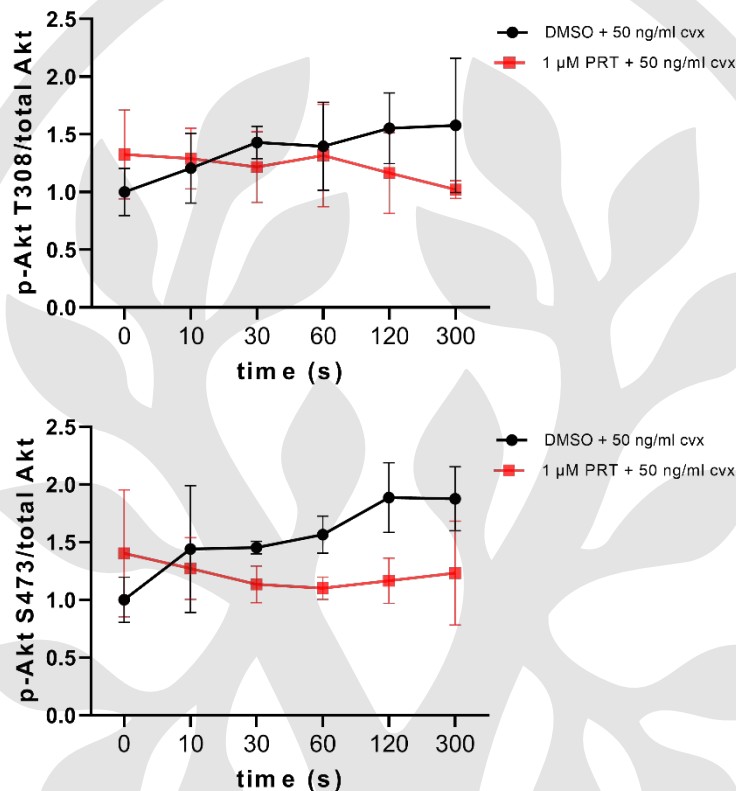 p-Akt T308/total Akt
2.5
2.0
1.5
1.0
0.5
0.0
0 10 30 60 120 300
time (s)
DMSO + 50 ng/ml cvx
1 µM PRT + 50 ng/ml cvx
p-Akt S473/total Akt
2.5
2.0
1.5
1.0
0.5
0.0
0 10 30 60 120 300
time (s)
DMSO + 50 ng/ml cvx
1 µM PRT + 50 ng/ml cvx